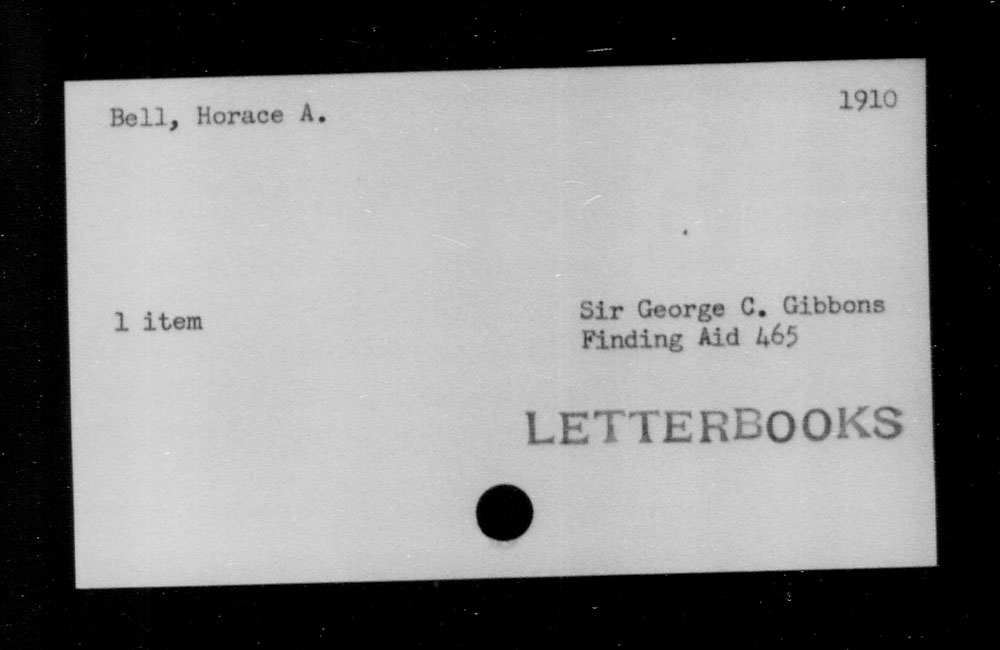 Bell, Horace A.
1910
1 item
Sir George C. Gibbons
Finding Aid 465
LETTERBOOKS